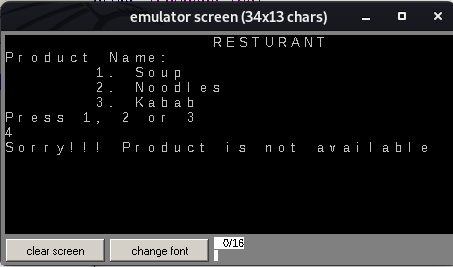 emulator screen (34x13 chars)
RESTURANT
Product Name:
1. Soup
2. Noodles
3. Kabab
Press 1, 2 or 3
4
Sorry!!! Product is not available
clear screen
change font
0/16